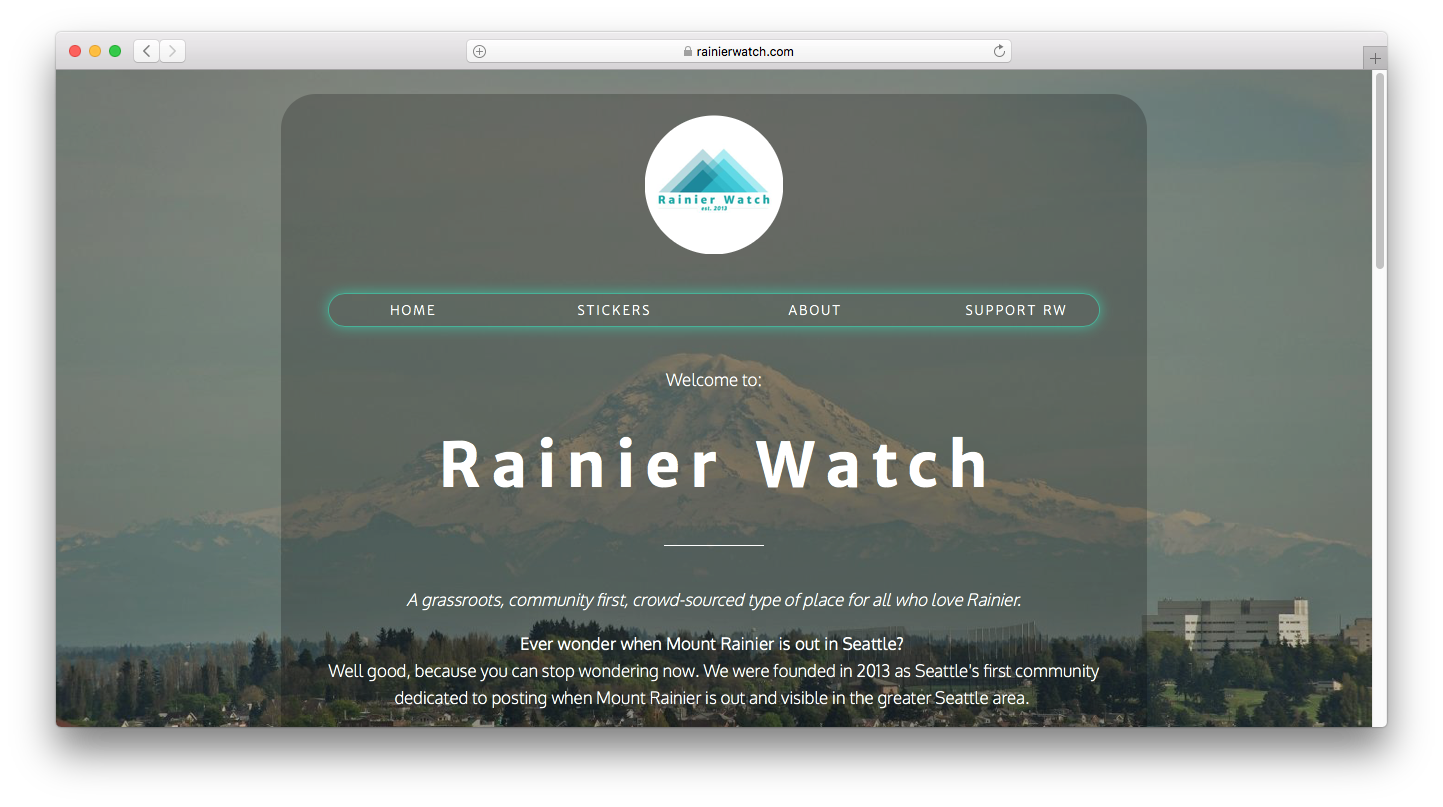 rainierwatch.com
Rainier Watch
est. 2013
HOME STICKERS ABOUT SUPPORT RW
Welcome to:
Rainier Watch
A grassroots, community first, crowd-sourced type of place for all who love Rainier.
Ever wonder when Mount Rainier is out in Seattle?
Well good, because you can stop wondering now. We were founded in 2013 as Seattle's first community
dedicated to posting when Mount Rainier is out and visible in the greater Seattle area.